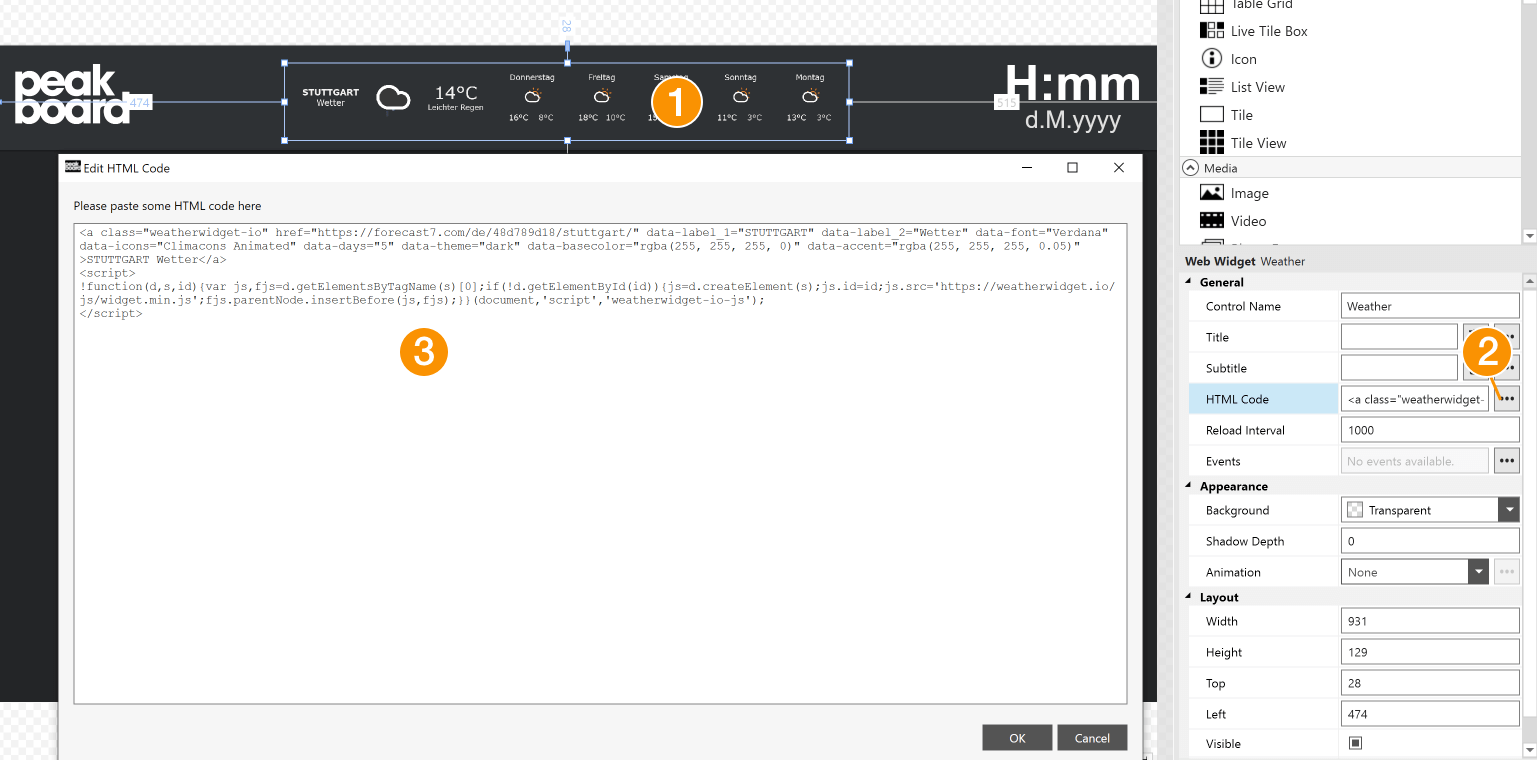 28
peak
board
474
STUTTGART
Wetter
14°C
Leichter Regen
Donnerstag
16°C 8°C
Freitag
18°C 10°C
1
Sonntag
11°C 3°C
Montag
13°C 3°C
515
H:mm
d.M.yyyy
peak
board
Edit HTML Code
Please paste some HTML code here
<a class="weatherwidget-io" href="https://forecast7.com/de/48d789d18/stuttgart/" data-label_1="STUTTGART" data-label_2="Wetter" data-font="Verdana"
data-icons="Climacons Animated" data-days="5" data-theme="dark" data-basecolor="rgba(255, 255, 255, 0)" data-accent="rgba(255, 255, 255, 0.05)"
>STUTTGART Wetter</a>
<script>
!function(d,s,id){var js,fjs=d.getElementsByTagName(s)[0];if(!d.getElementById(id)){js=d.createElement(s);js.id=id;js.src='https://weatherwidget.io/
js/widget.min.js';fjs.parentNode.insertBefore(js,fjs);}}(document,'script','weatherwidget-io-js');
</script>
3
OK
Cancel
Table Grid
Live Tile Box
Icon
List View
Tile
Tile View
Media
Image
Video
Web Widget Weather
General
Control Name Weather
Title
Subtitle
2
HTML Code <a class="weatherwidget-
Reload Interval 1000
Events No events available.
Appearance
Background Transparent
Shadow Depth 0
Animation None
Layout
Width 931
Height 129
Top 28
Left 474
Visible